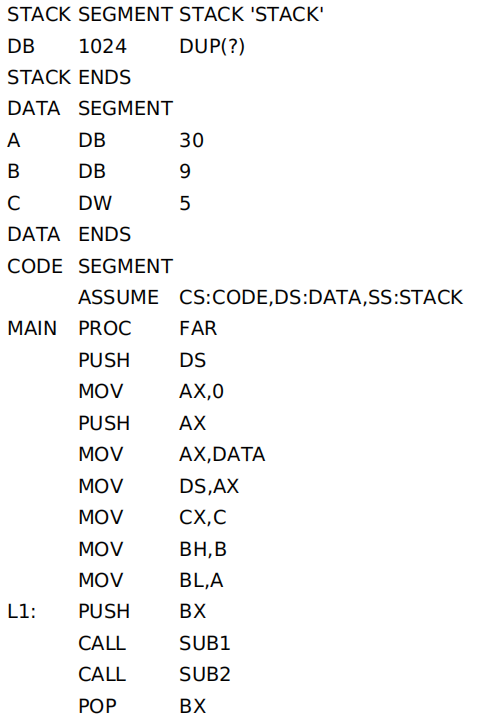 STACK SEGMENT STACK 'STACK'
DB 1024 DUP(?)
STACK ENDS
DATA SEGMENT
A DB 30
B DB 9
C DW 5
DATA ENDS
CODE SEGMENT
ASSUME CS:CODE,DS:DATA,SS:STACK
MAIN PROC FAR
PUSH DS
MOV AX,0
PUSH AX
MOV AX,DATA
MOV DS,AX
MOV CX,C
MOV BH,B
MOV BL,A
L1: PUSH BX
CALL SUB1
CALL SUB2
POP BX